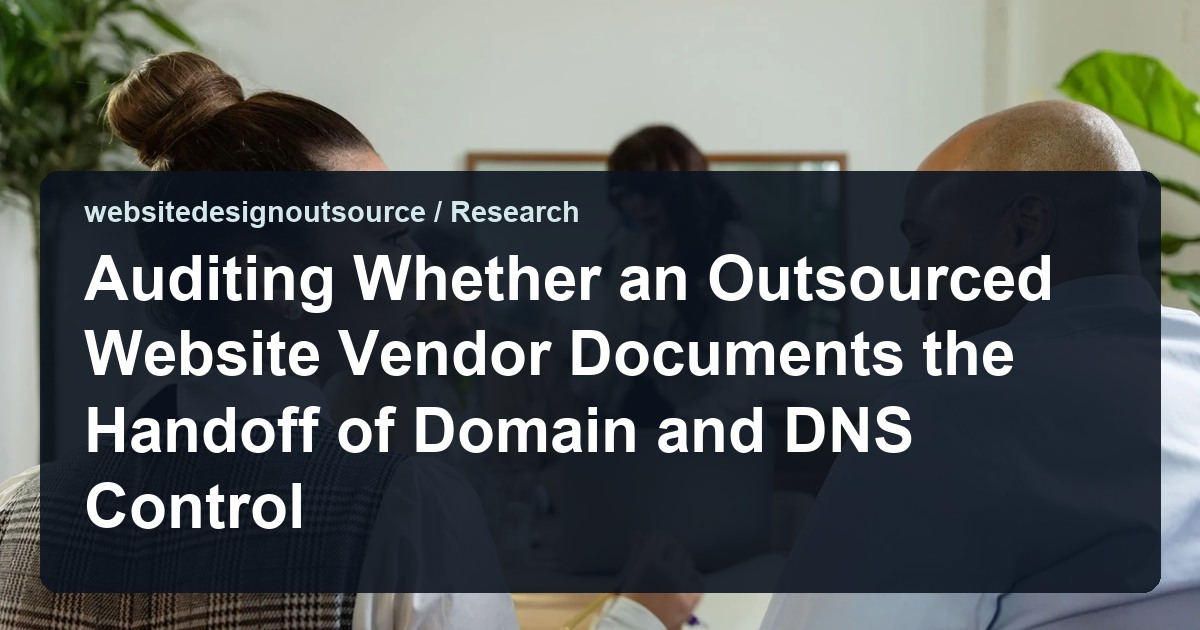 websitedesignoutsource / Research
Auditing Whether an Outsourced
Website Vendor Documents the
Handoff of Domain and DNS
Control